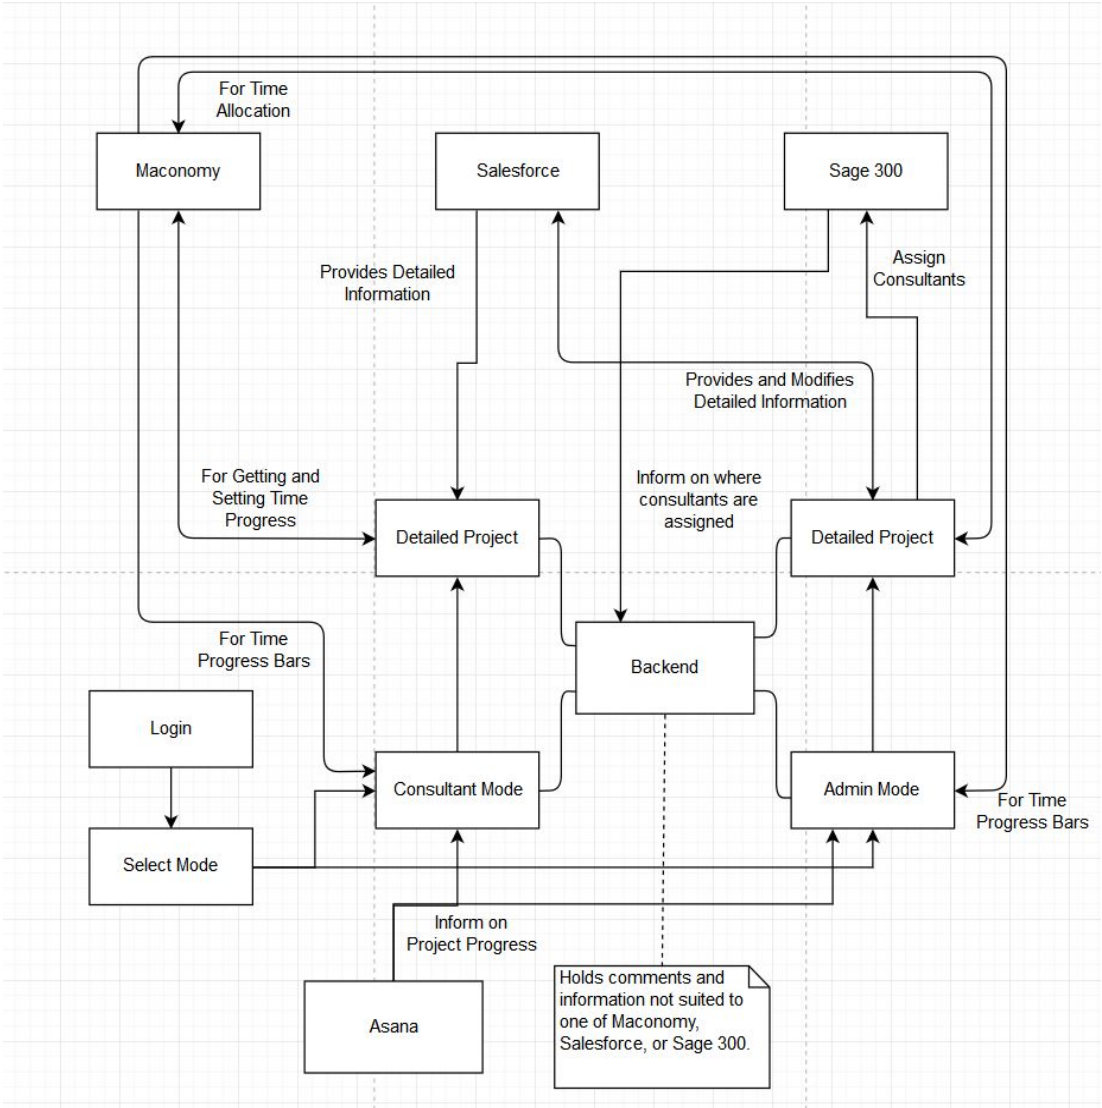 For Time
Allocation
Maconomy
Salesforce
Sage 300
Provides Detailed
Information
Assign
Consultants
Provides and Modifies
Detailed Information
For Getting and
Setting Time
Progress
Inform on where
consultants are
assigned
Detailed Project
Detailed Project
For Time
Progress Bars
Backend
Login
Consultant Mode
Admin Mode
For Time
Progress Bars
Select Mode
Inform on
Project Progress
Asana
Holds comments and
information not suited to
one of Maconomy,
Salesforce, or Sage 300.